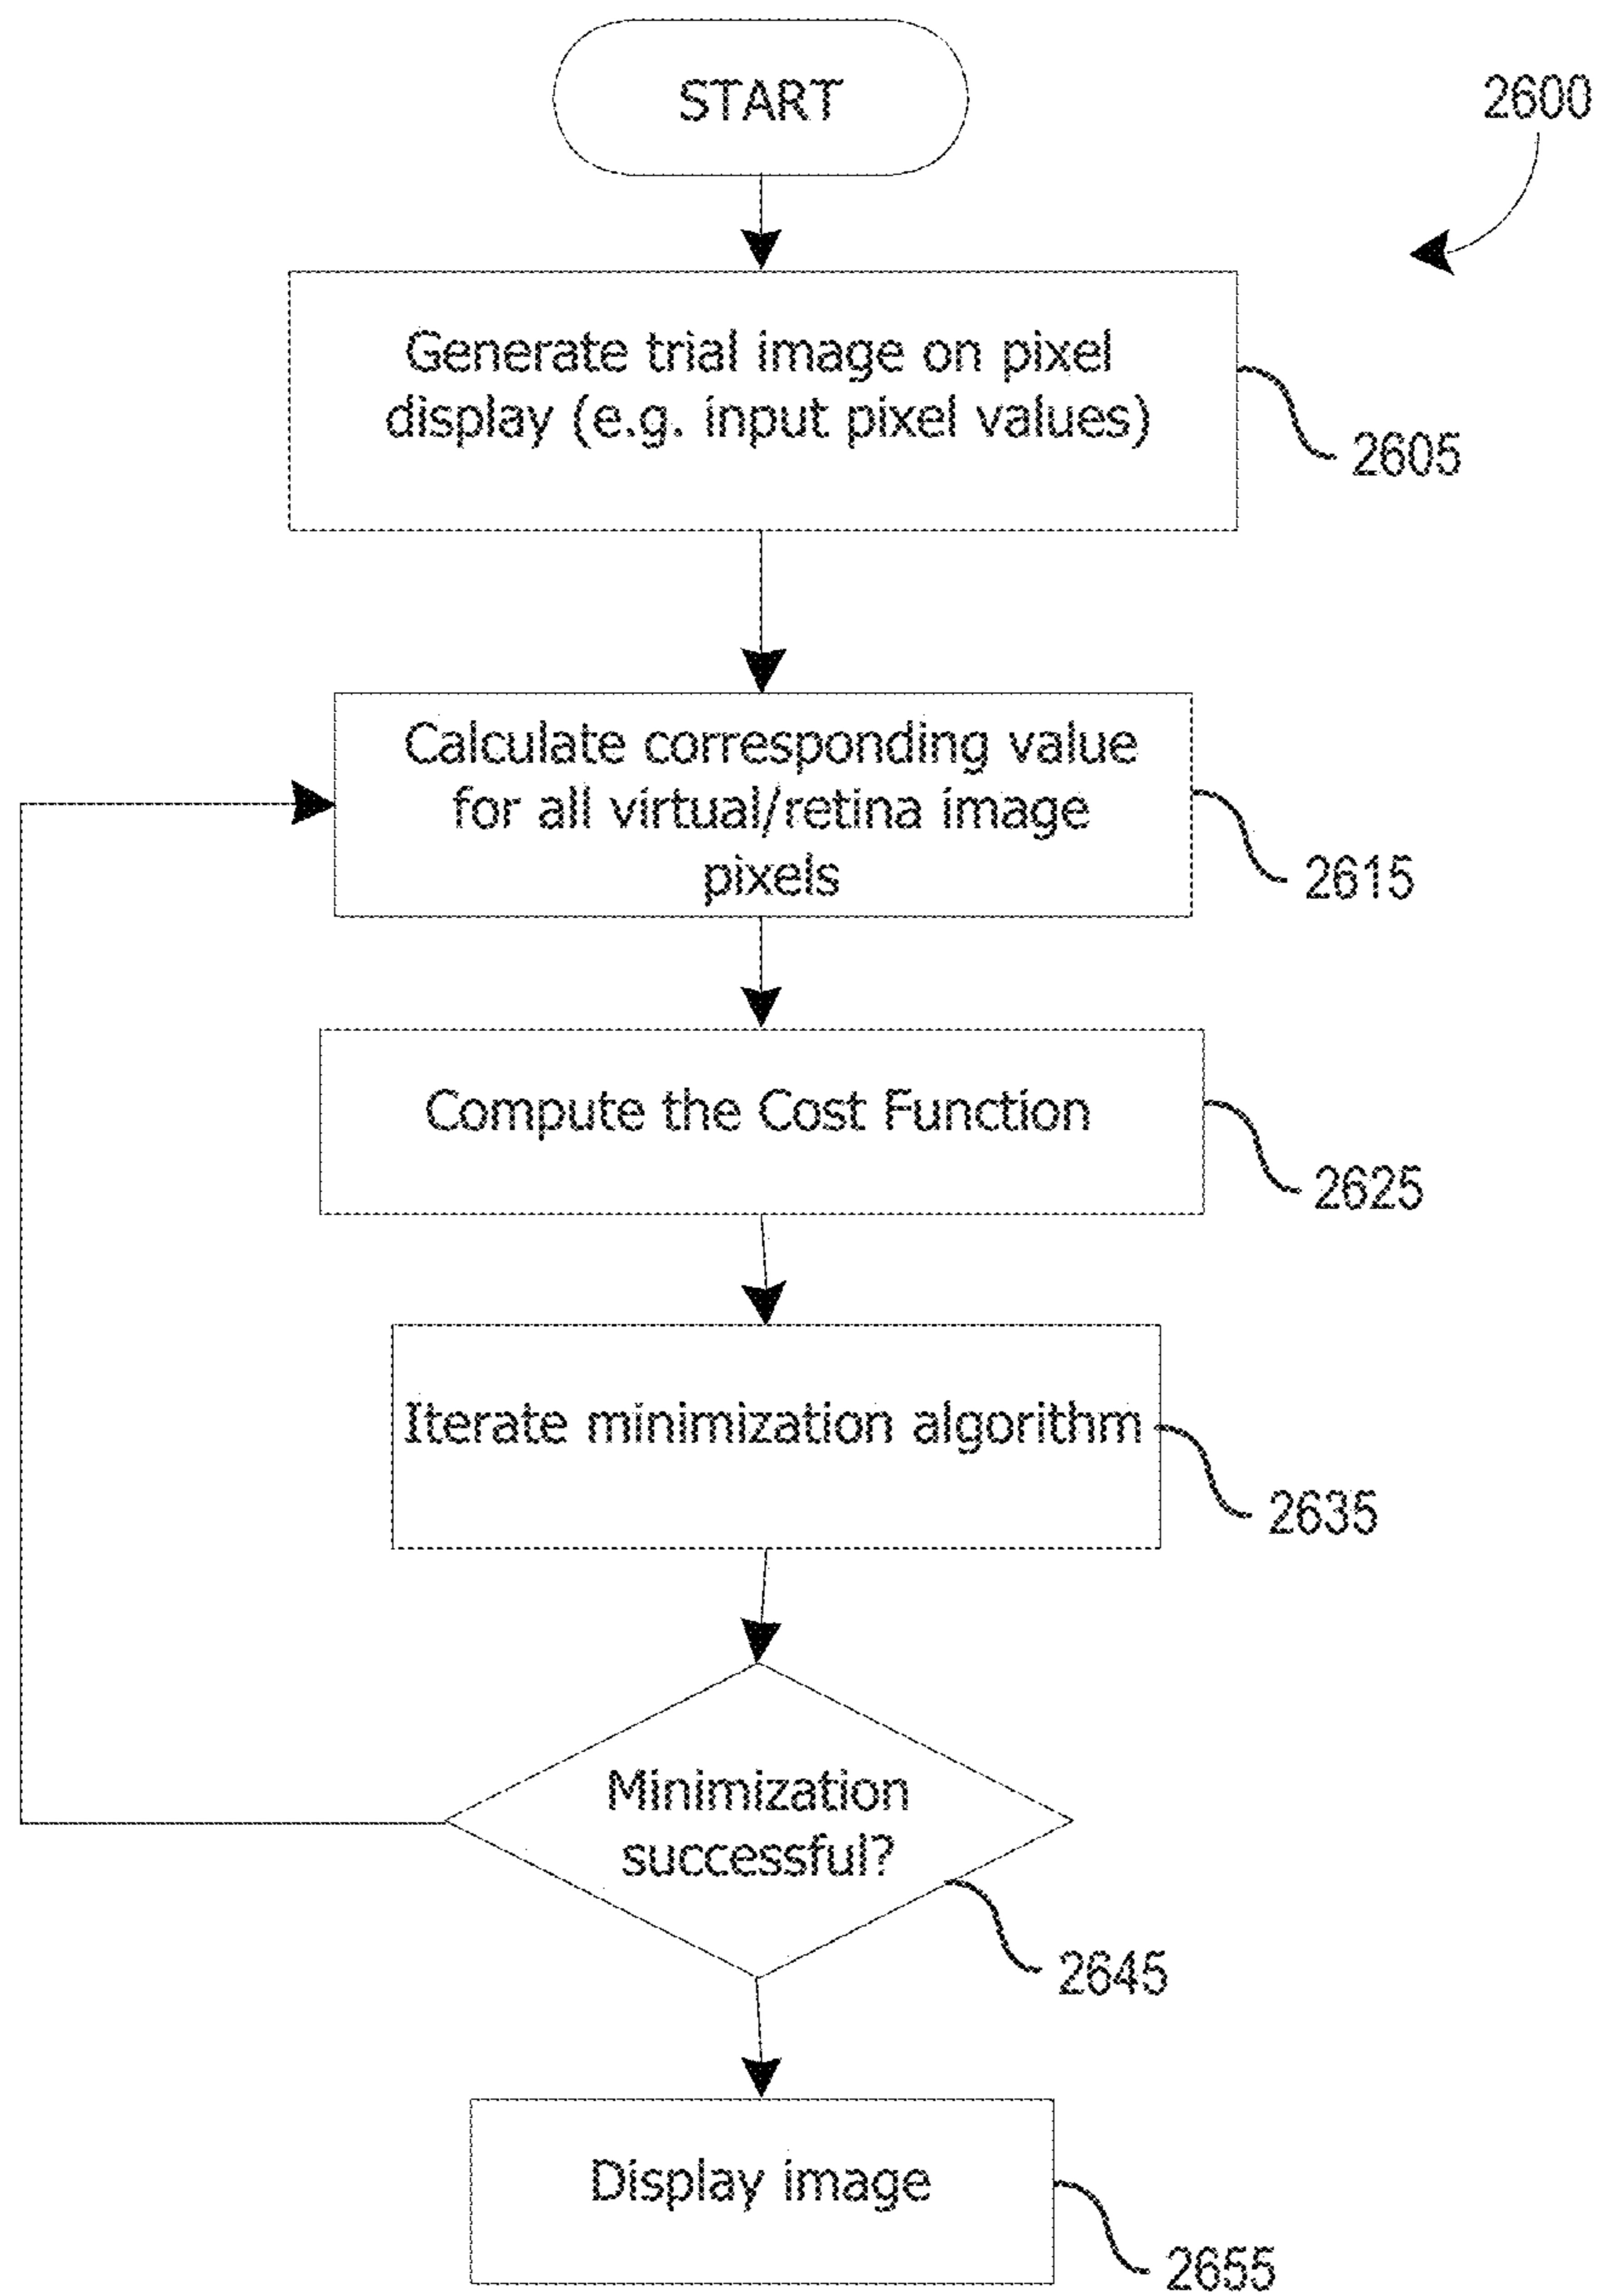 START
2600
Generate trial image on pixel
display (e.g. input pixel values)
2605
Calculate corresponding value
for all virtual/retina image
pixels
2615
Compute the Cost Function
2625
Iterate minimization algorithm
2635
Minimization
successful?
2645
Display image
2655